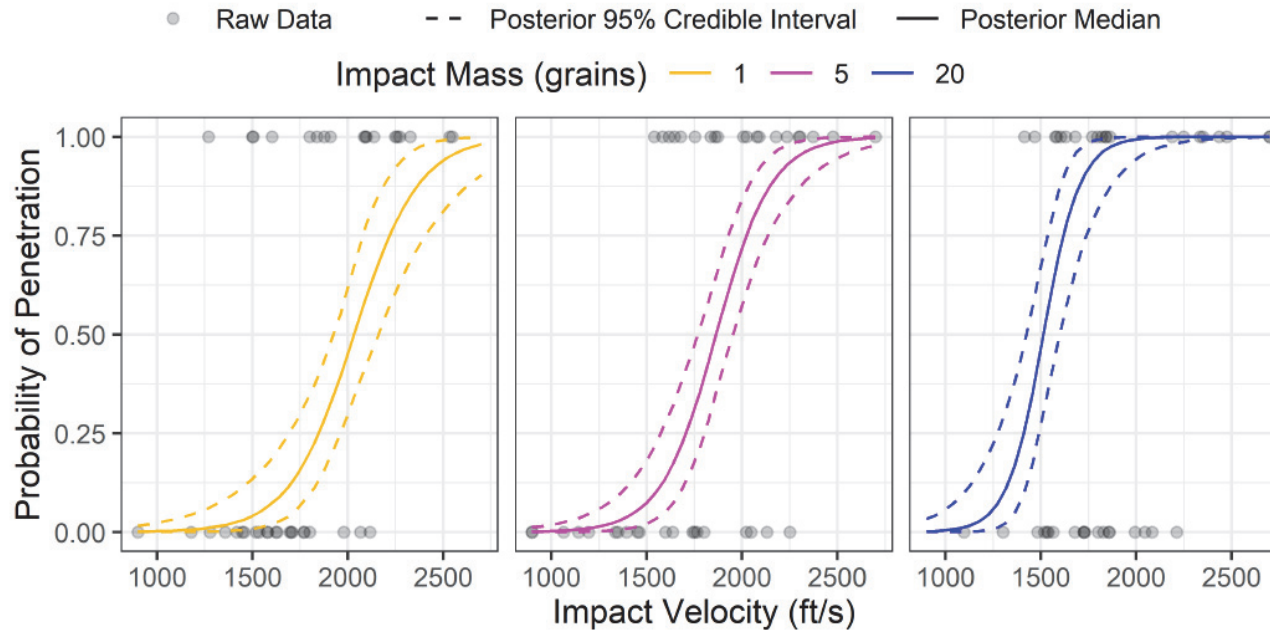 Raw Data Posterior 95% Credible Interval Posterior Median
Impact Mass (grains) 1 5 20
Probability of Penetration
1.00
0.75
0.50
0.25
0.00
1000 1500 2000 2500 1000 1500 2000 2500 1000 1500 2000 2500
Impact Velocity (ft/s)